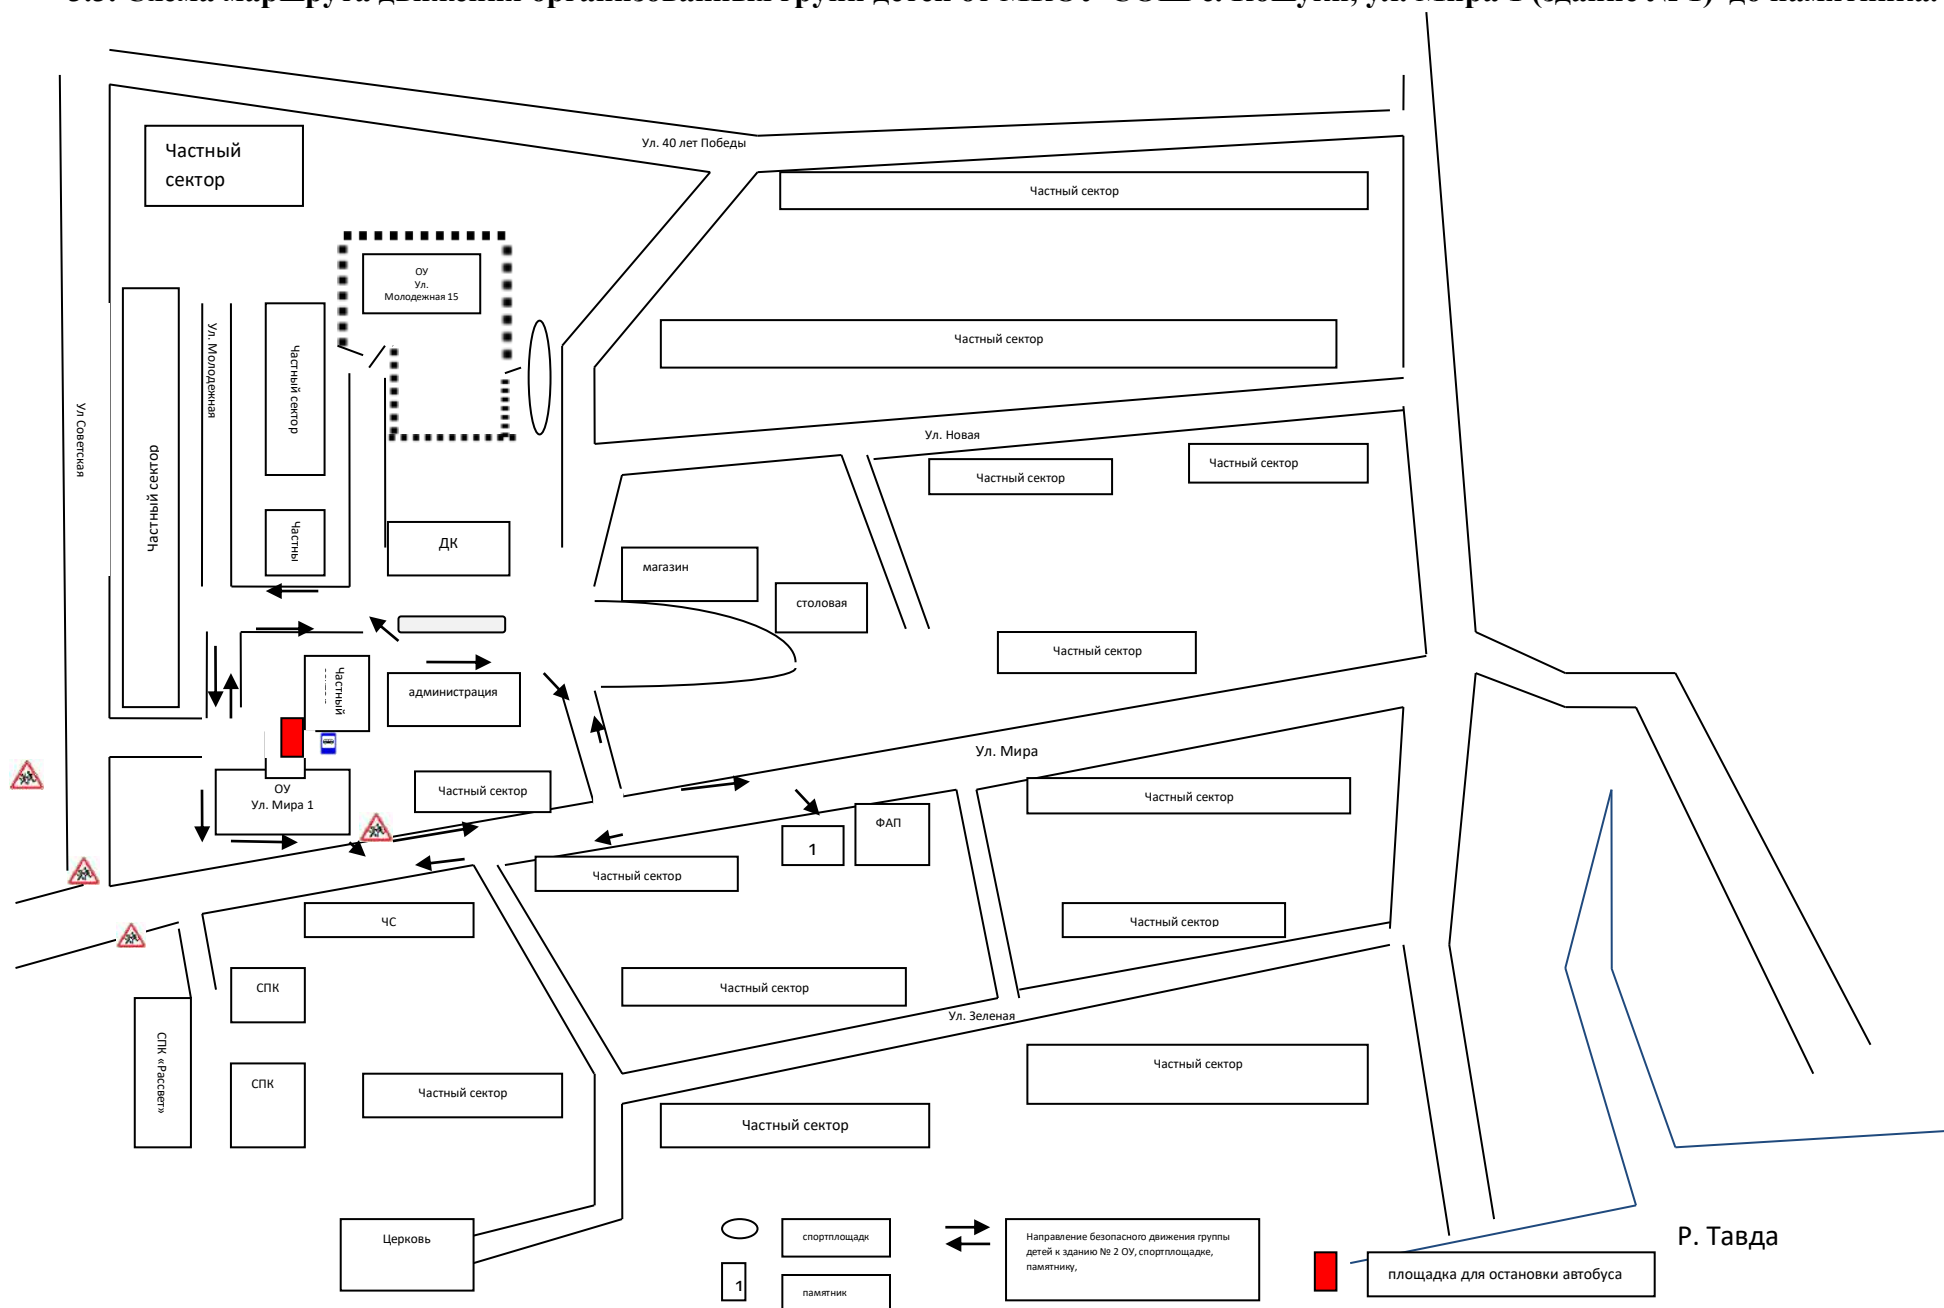 Ул. 40 лет Победы
Частный
сектор
Частный сектор
ОУ
Ул.
Молодежная 15
Частный сектор
Ул. Молодежная
Частный сектор
Ул Советская
Частный сектор
Ул. Новая
Частный сектор
Частный сектор
Частны
ДК
магазин
столовая
Частный сектор
Частный
администрация
Ул. Мира
ОУ
Ул. Мира 1
Частный сектор
Частный сектор
1
ФАП
Частный сектор
ЧС
Частный сектор
СПК
Частный сектор
Ул. Зеленая
СПК «Рассвет»
СПК
Частный сектор
Частный сектор
Частный сектор
Церковь
спортплощадк
Направление безопасного движения группы
детей к зданию № 2 ОУ, спортплощадке,
памятнику,
Р. Тавда
площадка для остановки автобуса
1
памятник